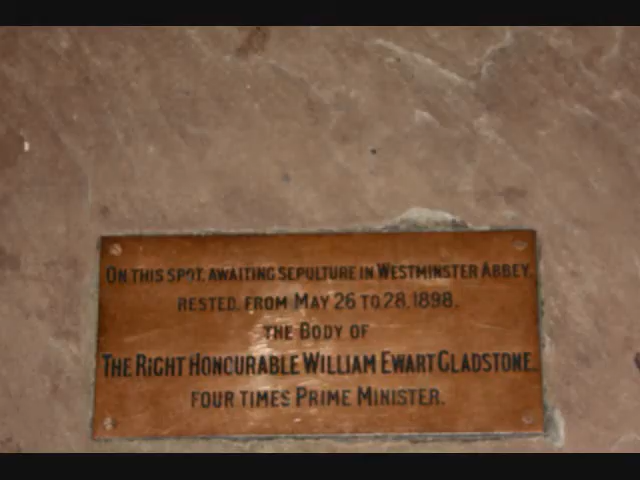 ON THIS SPOT, AWAITING SEPULTURE IN WESTMINSTER ABBEY,
RESTED, FROM MAY 26 TO 28, 1898.
THE BODY OF
THE RIGHT HONOURABLE WILLIAM EWART GLADSTONE
FOUR TIMES PRIME MINISTER.